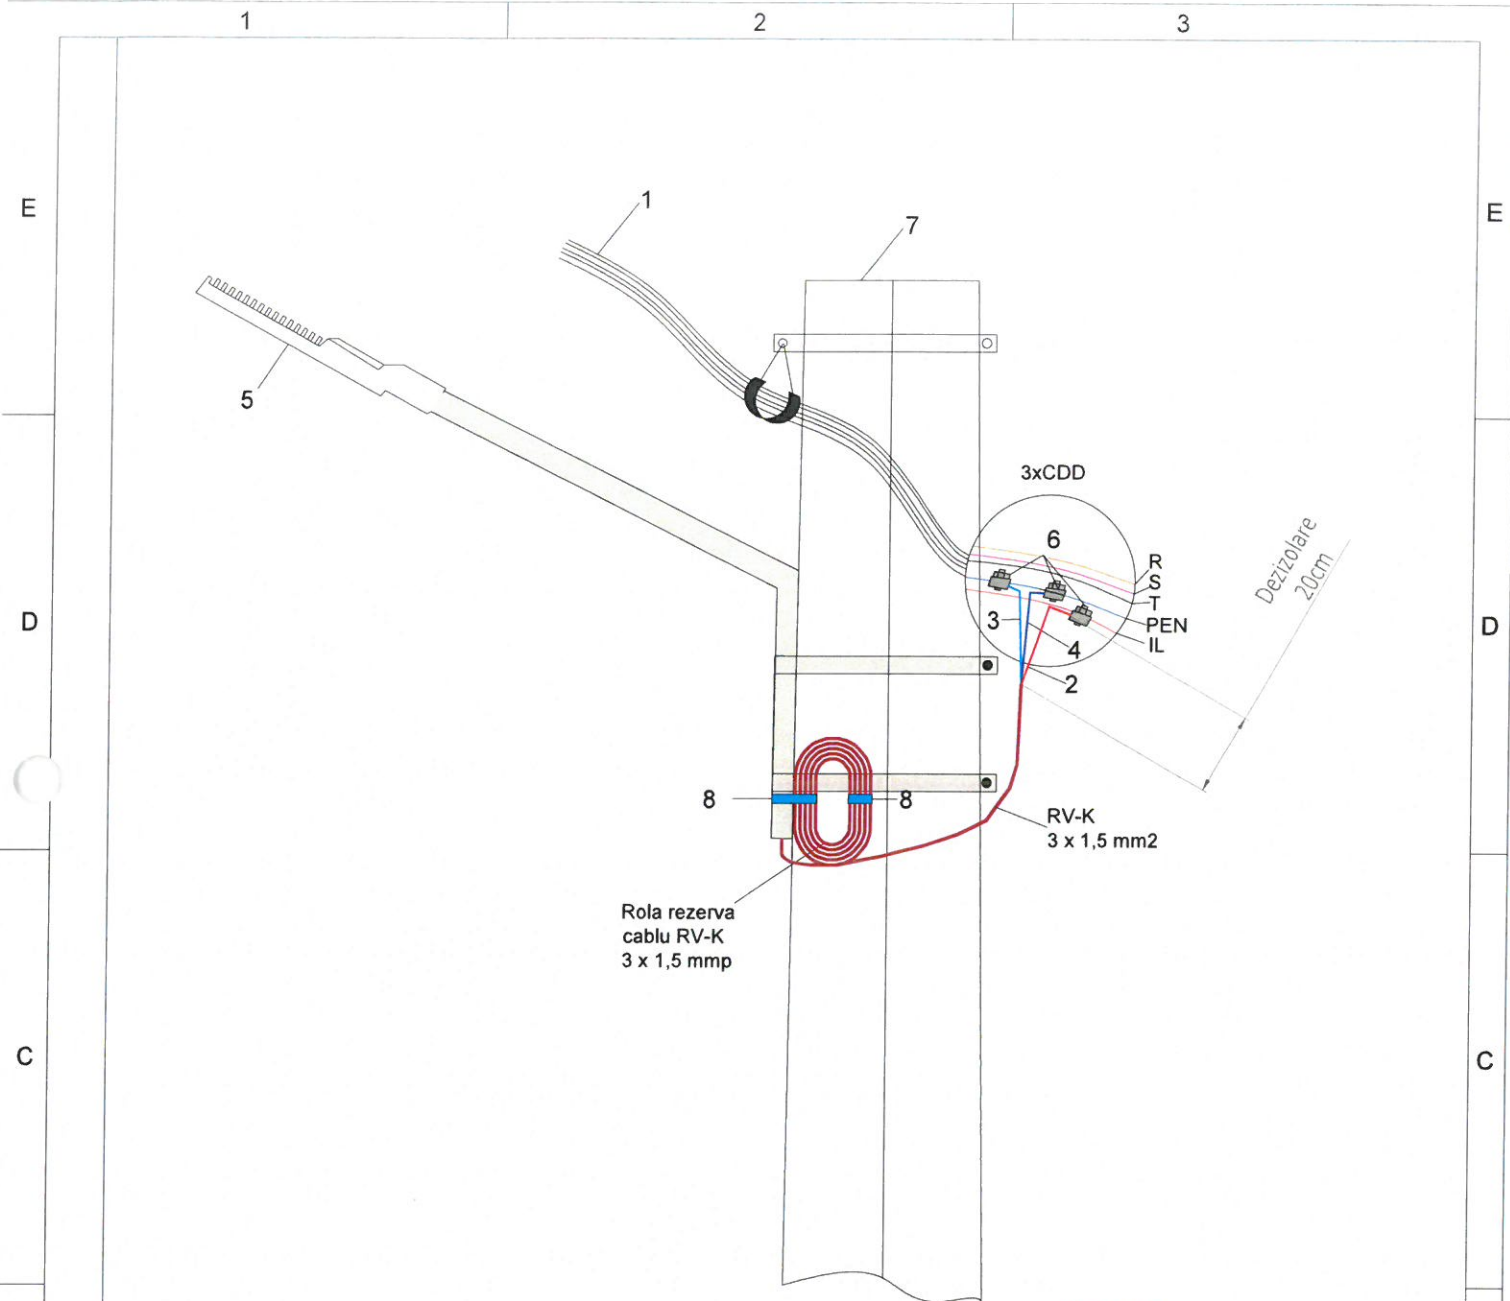 1
2
3
E
E
1
7
5
3xCDD
6
R
S
T
PEN
IL
3
4
2
Dezizolare
20cm
D
D
8
8
RV-K
3 x 1,5 mm2
Rola rezerva
cablu RV-K
3 x 1,5 mmp
C
C